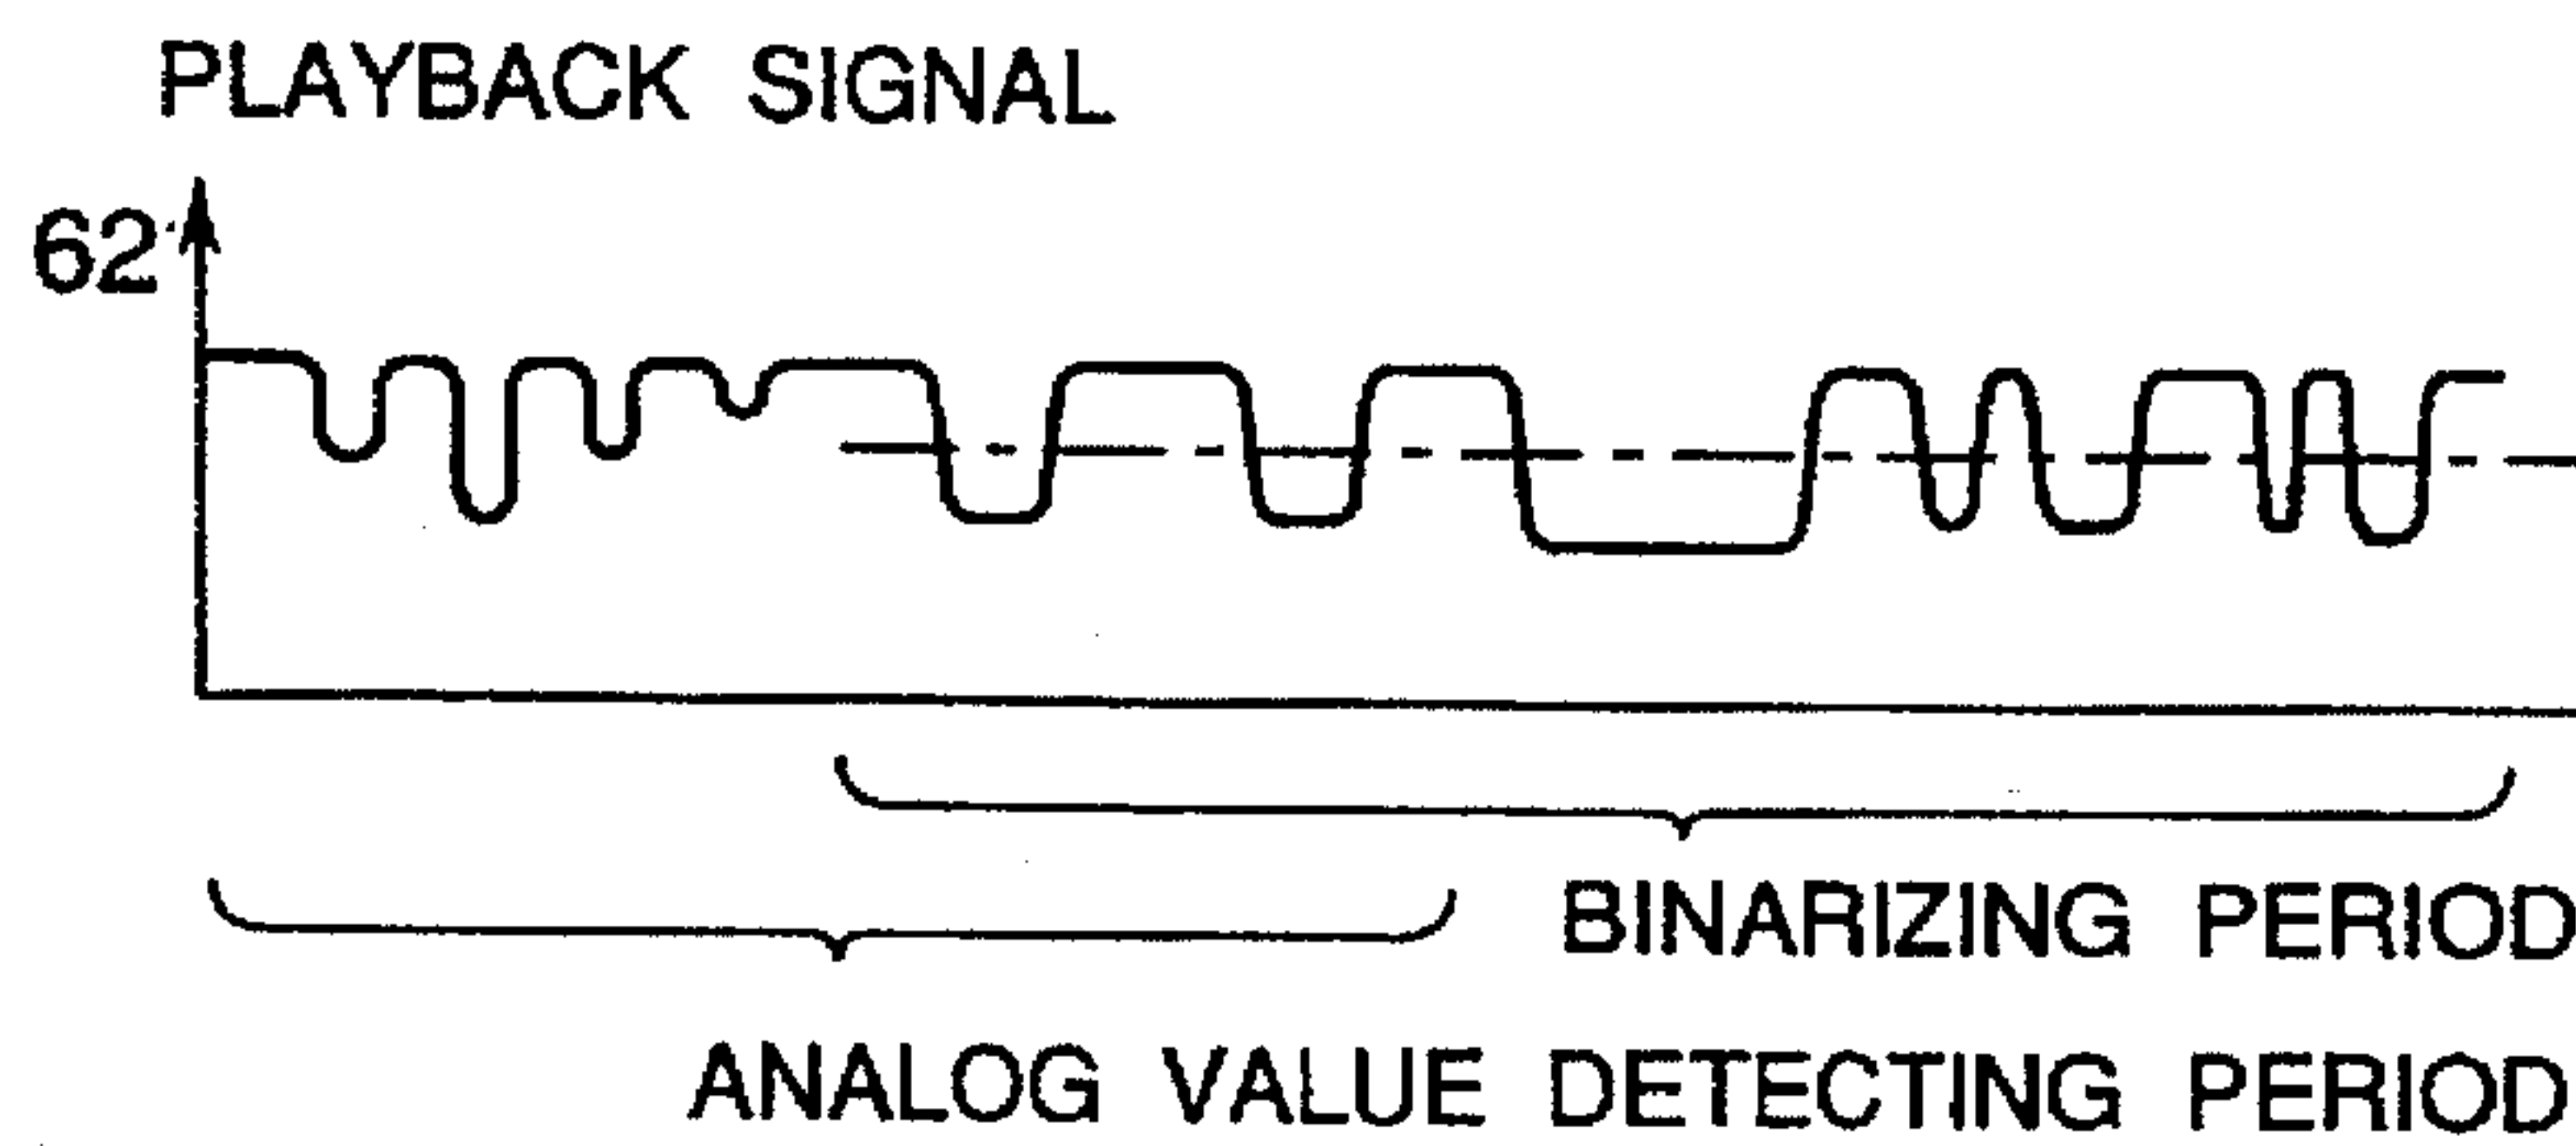 PLAYBACK SIGNAL
62
BINARIZING PERIOD
ANALOG VALUE DETECTING PERIOD